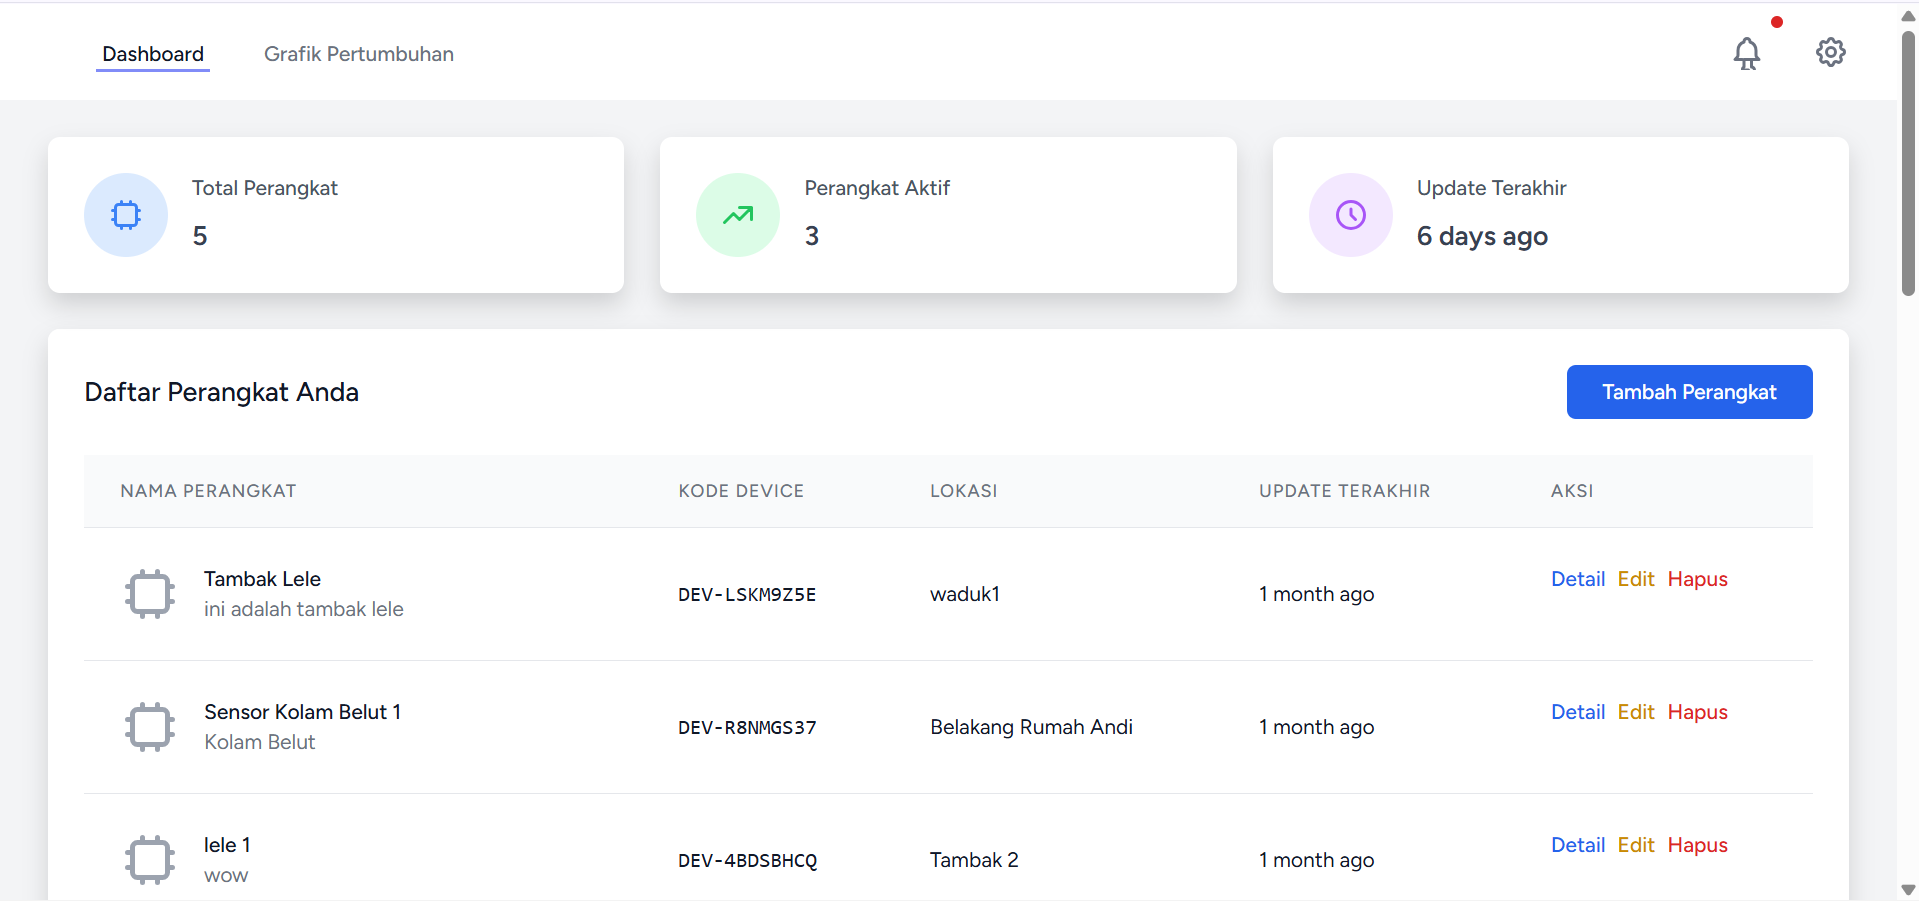 Dashboard Grafik Pertumbuhan
Total Perangkat
5
Perangkat Aktif
3
Update Terakhir
6 days ago
Daftar Perangkat Anda
Tambah Perangkat
NAMA PERANGKAT KODE DEVICE LOKASI UPDATE TERAKHIR AKSI
Tambak Lele
ini adalah tambak lele
DEV-LSKM9Z5E waduk1 1 month ago Detail Edit Hapus
Sensor Kolam Belut 1
Kolam Belut
DEV-R8NMGS37 Belakang Rumah Andi 1 month ago Detail Edit Hapus
lele 1
wow
DEV-4BDSBHCQ Tambak 2 1 month ago Detail Edit Hapus